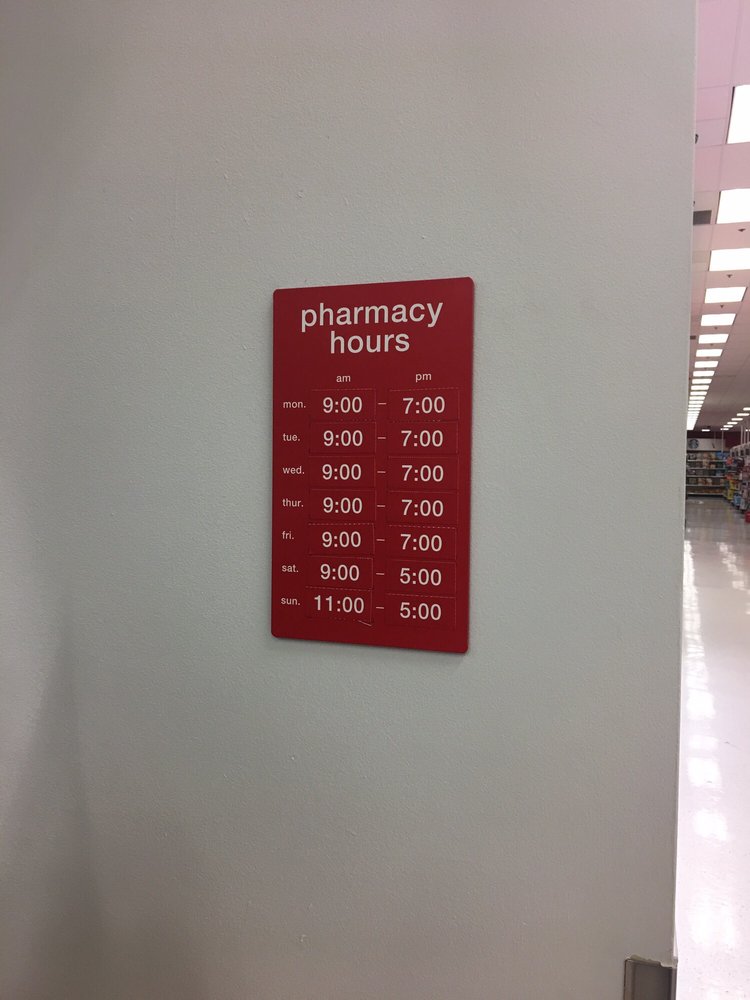 pharmacy
hours
am pm
mon. 9:00 – 7:00
tue. 9:00 – 7:00
wed. 9:00 – 7:00
thur. 9:00 – 7:00
fri. 9:00 – 7:00
sat. 9:00 – 5:00
sun. 11:00 – 5:00